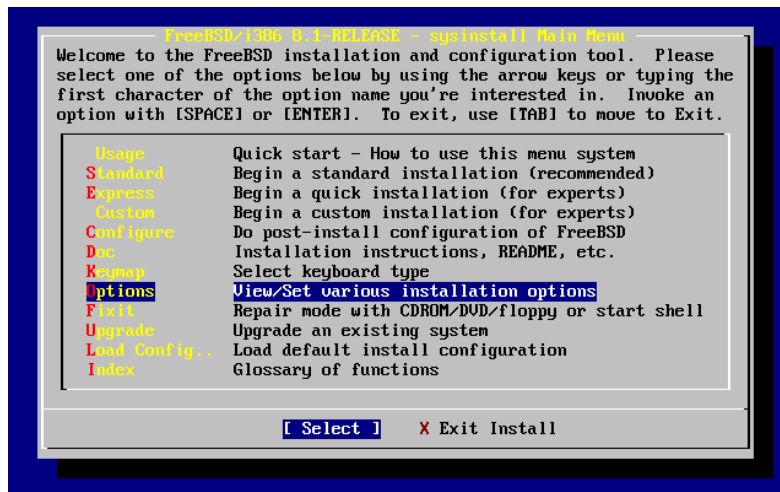 FreeBSD/i386 8.1-RELEASE - sysinstall Main Menu
Welcome to the FreeBSD installation and configuration tool.  Please
select one of the options below by using the arrow keys or typing the
first character of the option name you're interested in.  Invoke an
option with [SPACE] or [ENTER].  To exit, use [TAB] to move to Exit.
Usage Quick start - How to use this menu system
Standard Begin a standard installation (recommended)
Express Begin a quick installation (for experts)
Custom Begin a custom installation (for experts)
Configure Do post-install configuration of FreeBSD
Doc Installation instructions, README, etc.
Keymap Select keyboard type
Options View/Set various installation options
Fixit Repair mode with CDROM/DVD/floppy or start shell
Upgrade Upgrade an existing system
Load Config.. Load default install configuration
Index Glossary of functions
[ Select ] X Exit Install